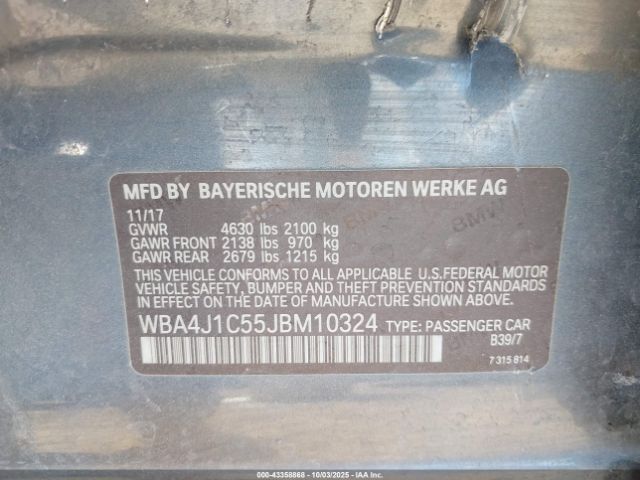 MFD BY BAYERISCHE MOTOREN WERKE AG
11/17
GVWR 4630 lbs 2100 kg
GAWR FRONT 2138 lbs 970 kg
GAWR REAR 2679 lbs 1215 kg
THIS VEHICLE CONFORMS TO ALL APPLICABLE U.S.FEDERAL MOTOR
VEHICLE SAFETY, BUMPER AND THEFT PREVENTION STANDARDS IN
EFFECT ON THE DATE OF MANUFACTURE SHOWN ABOVE.
WBA4J1C55JBM10324 TYPE: PASSENGER CAR
B39/7
7 315 814
000-43358868 - 10/03/2025 - IAA Inc.